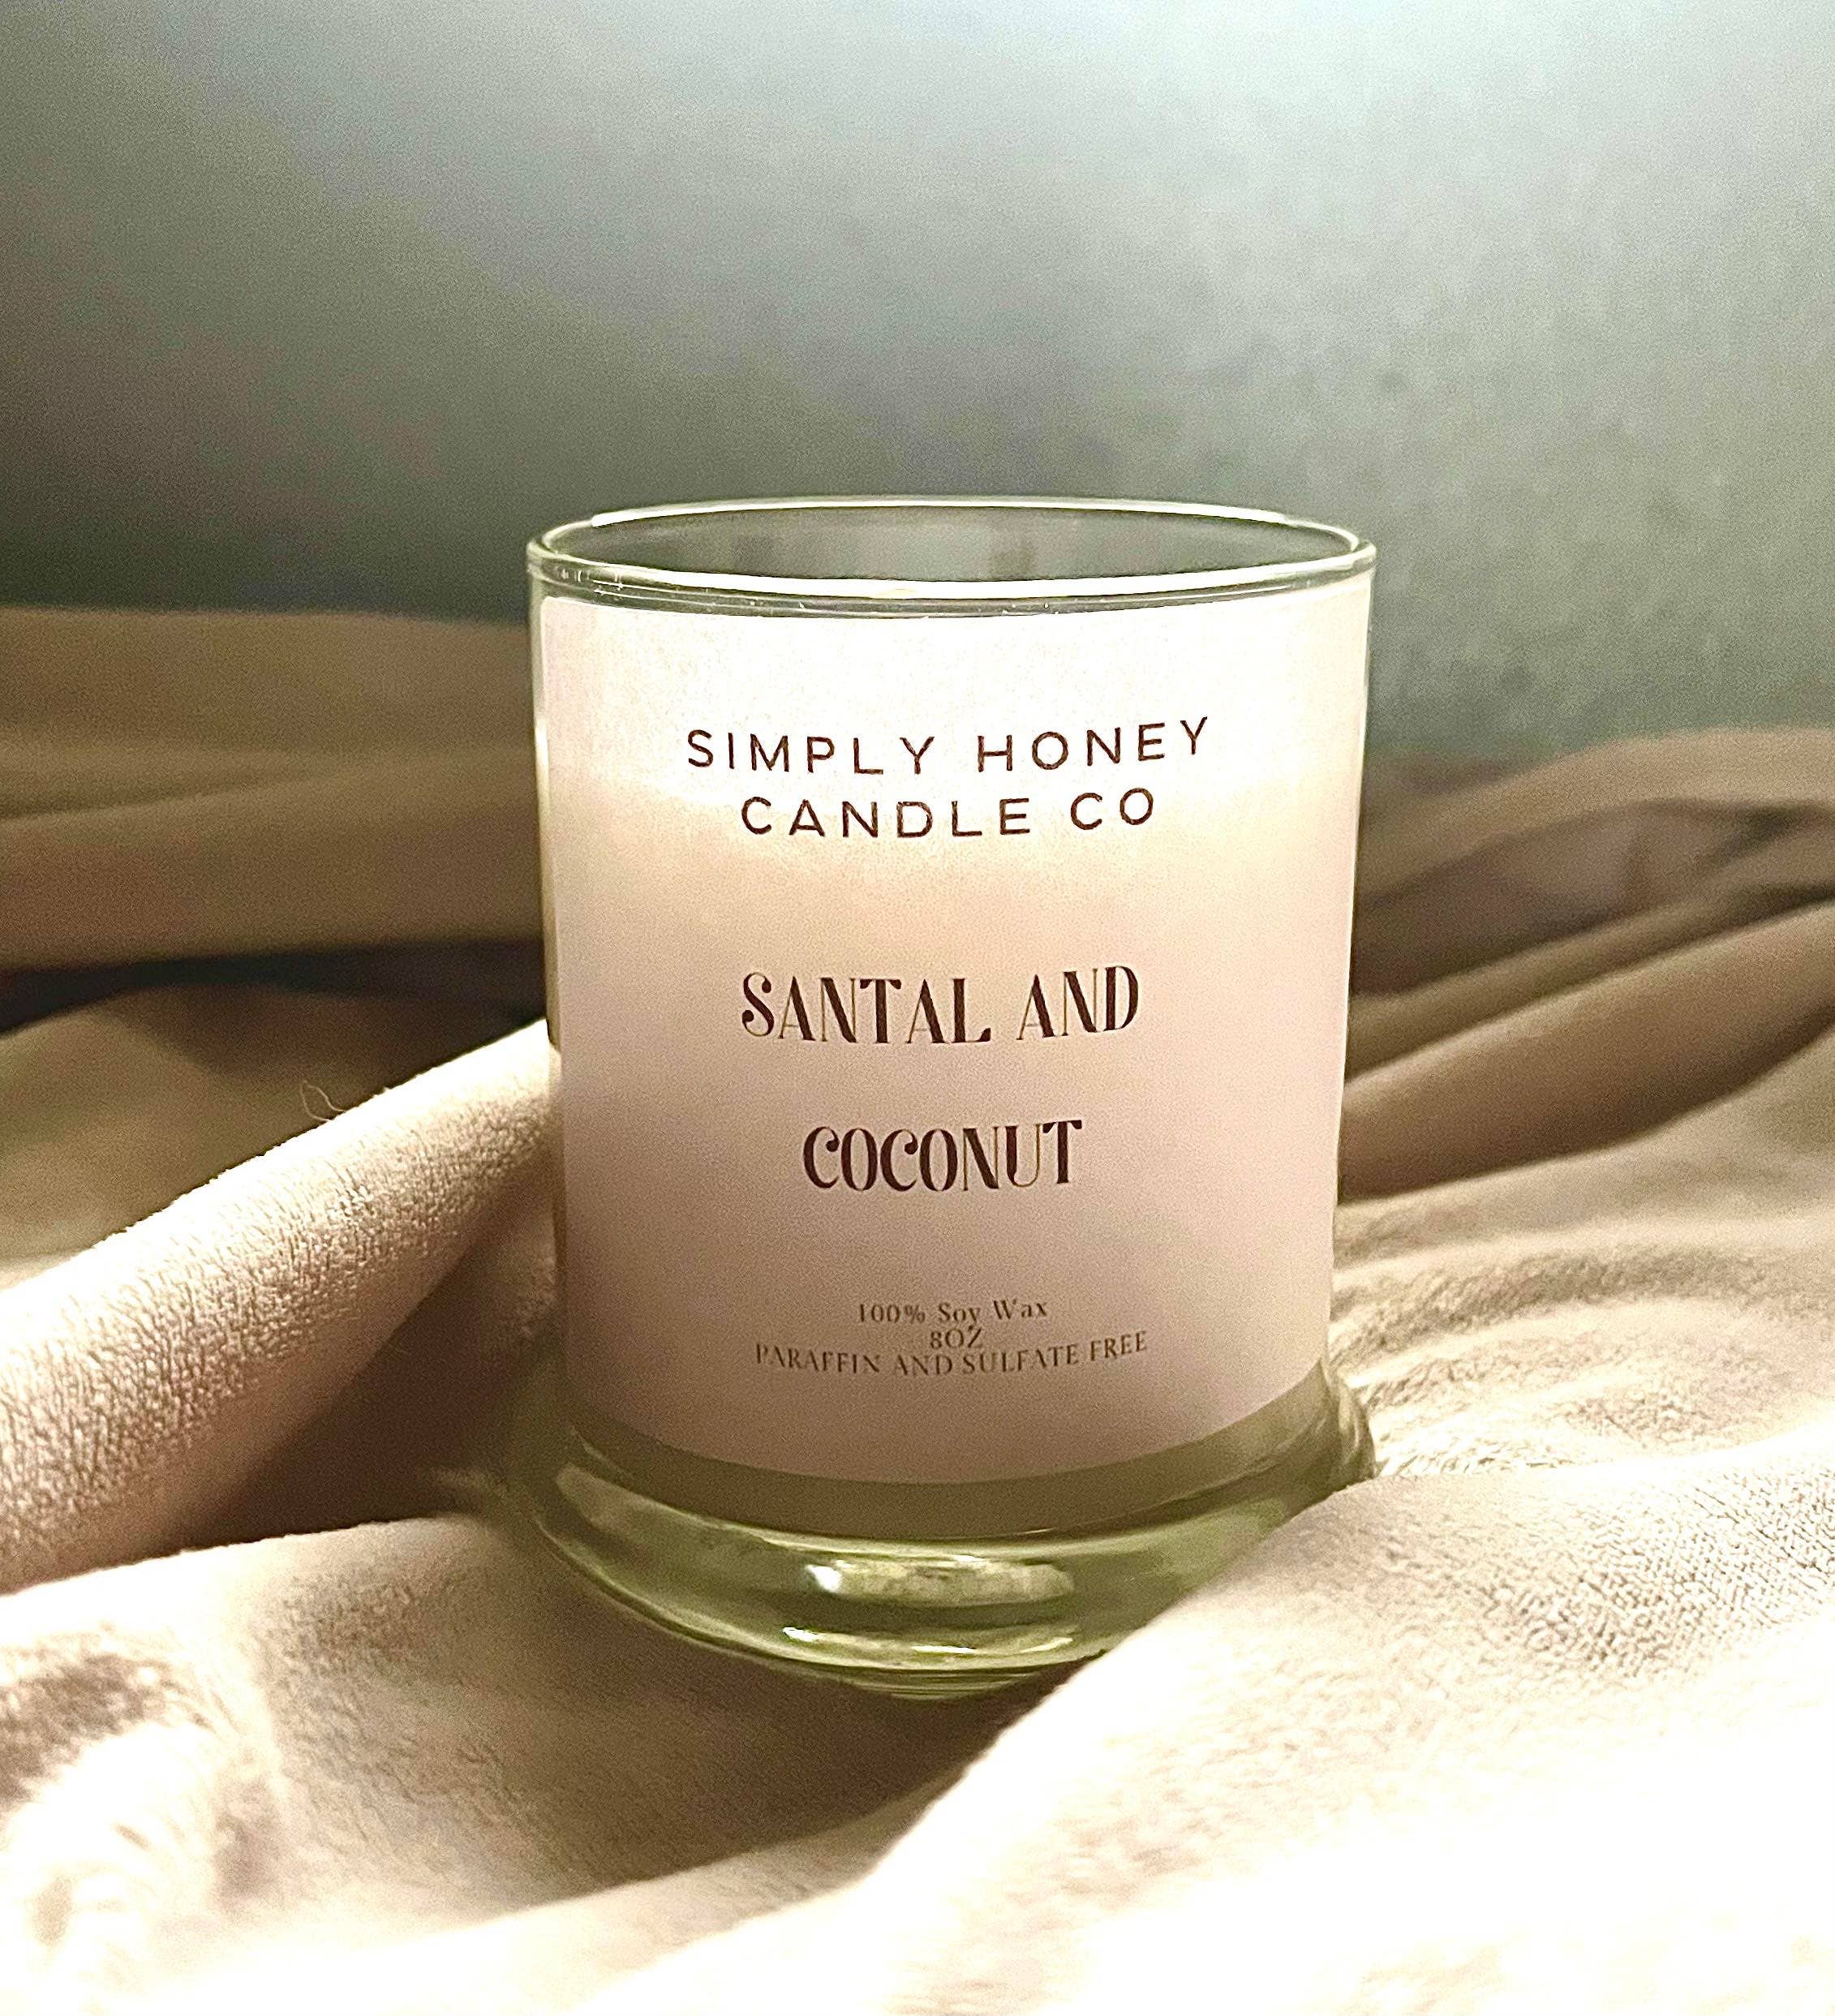 SIMPLY HONEY
CANDLE CO
SANTAL AND
COCONUT
100% Soy Wax
8OZ
PARAFFIN AND SULFATE FREE